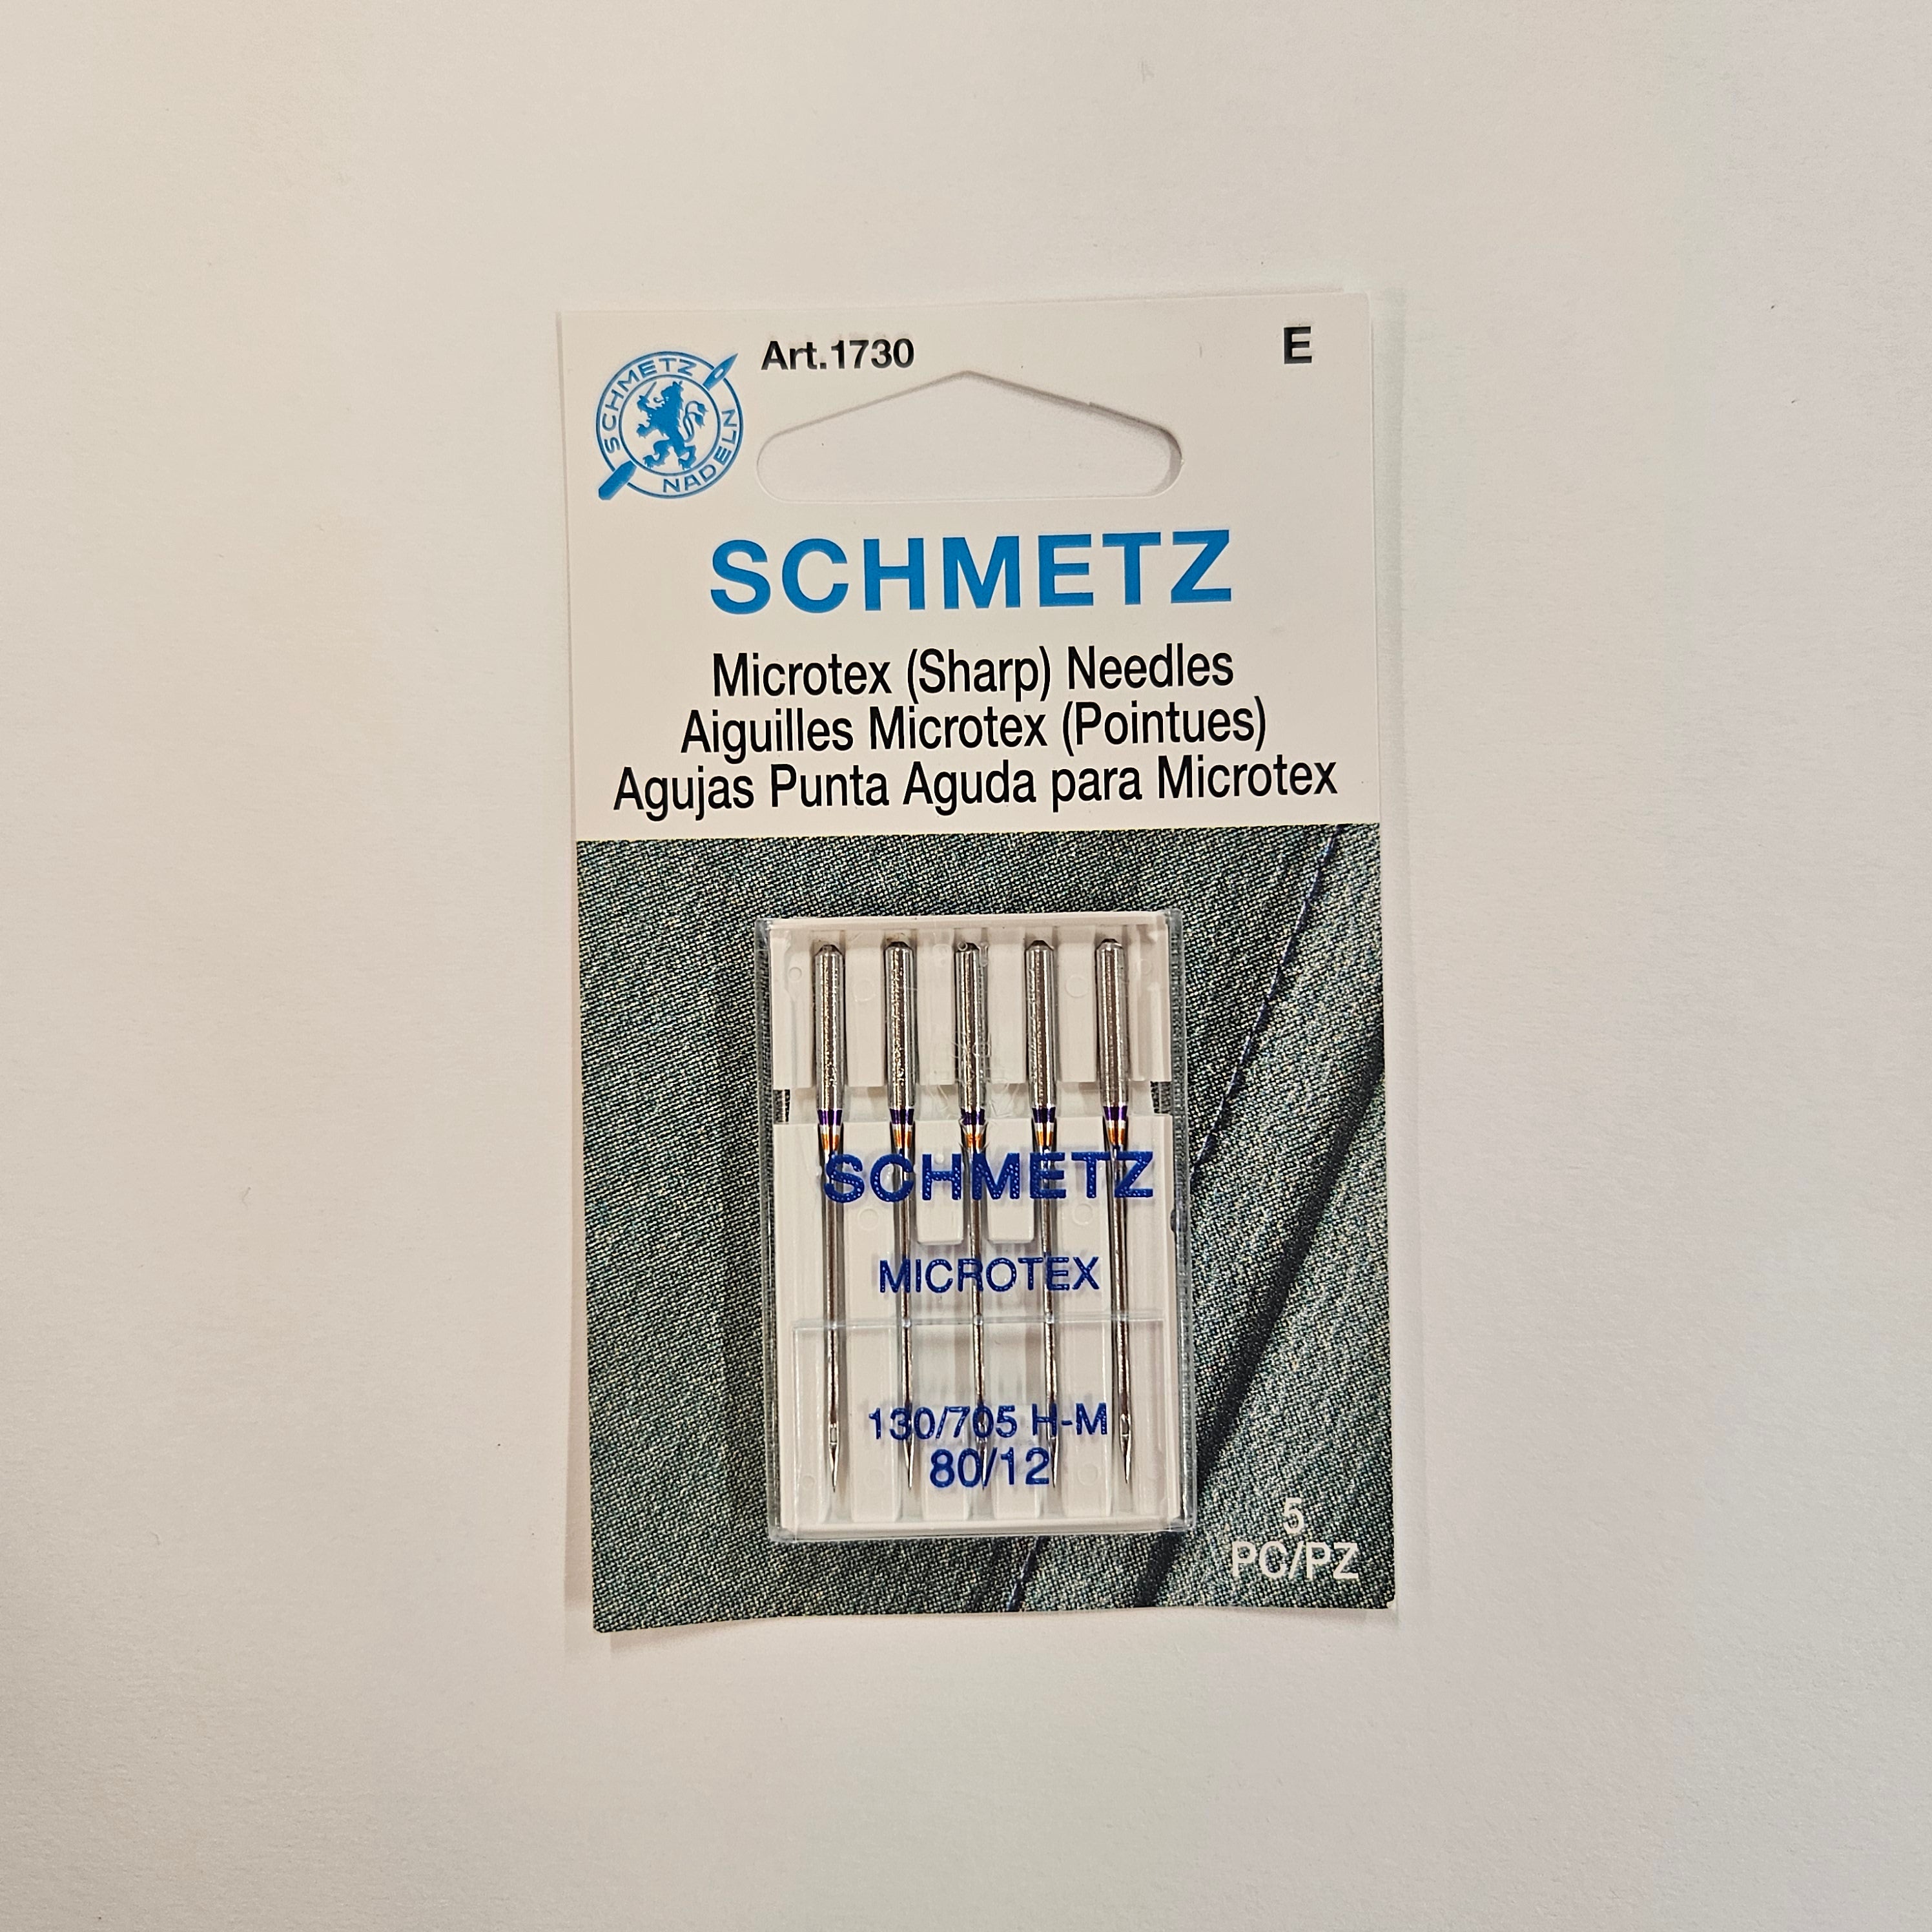 Art.1730
E
SCHMETZ
NADELN
SCHMETZ
Microtex (Sharp) Needles
Aiguilles Microtex (Pointues)
Agujas Punta Aguda para Microtex
SCHMETZ
MICROTEX
130/705 H-M
80/12
5
PC/PZ